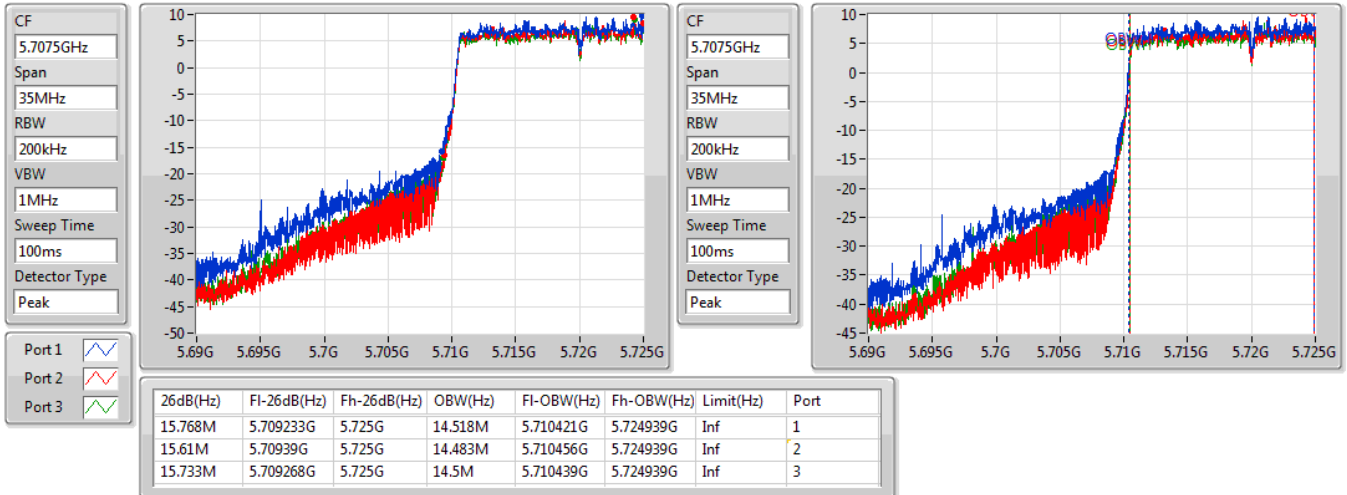 CF
5.7075GHz
Span
35MHz
RBW
200kHz
VBW
1MHz
Sweep Time
100ms
Detector Type
Peak
10
5
0
-5
-10
-15
-20
-25
-30
-35
-40
-45
-50
5.69G 5.695G 5.7G 5.705G 5.71G 5.715G 5.72G 5.725G
CF
5.7075GHz
Span
35MHz
RBW
200kHz
VBW
1MHz
Sweep Time
100ms
Detector Type
Peak
10
5
0
-5
-10
-15
-20
-25
-30
-35
-40
-45
5.69G 5.695G 5.7G 5.705G 5.71G 5.715G 5.72G 5.725G
Port 1
Port 2
Port 3
26dB(Hz) Fl-26dB(Hz) Fh-26dB(Hz) OBW(Hz) Fl-OBW(Hz) Fh-OBW(Hz) Limit(Hz) Port
15.768M 5.709233G 5.725G 14.518M 5.710421G 5.724939G Inf 1
15.61M 5.70939G 5.725G 14.483M 5.710456G 5.724939G Inf 2
15.733M 5.709268G 5.725G 14.5M 5.710439G 5.724939G Inf 3